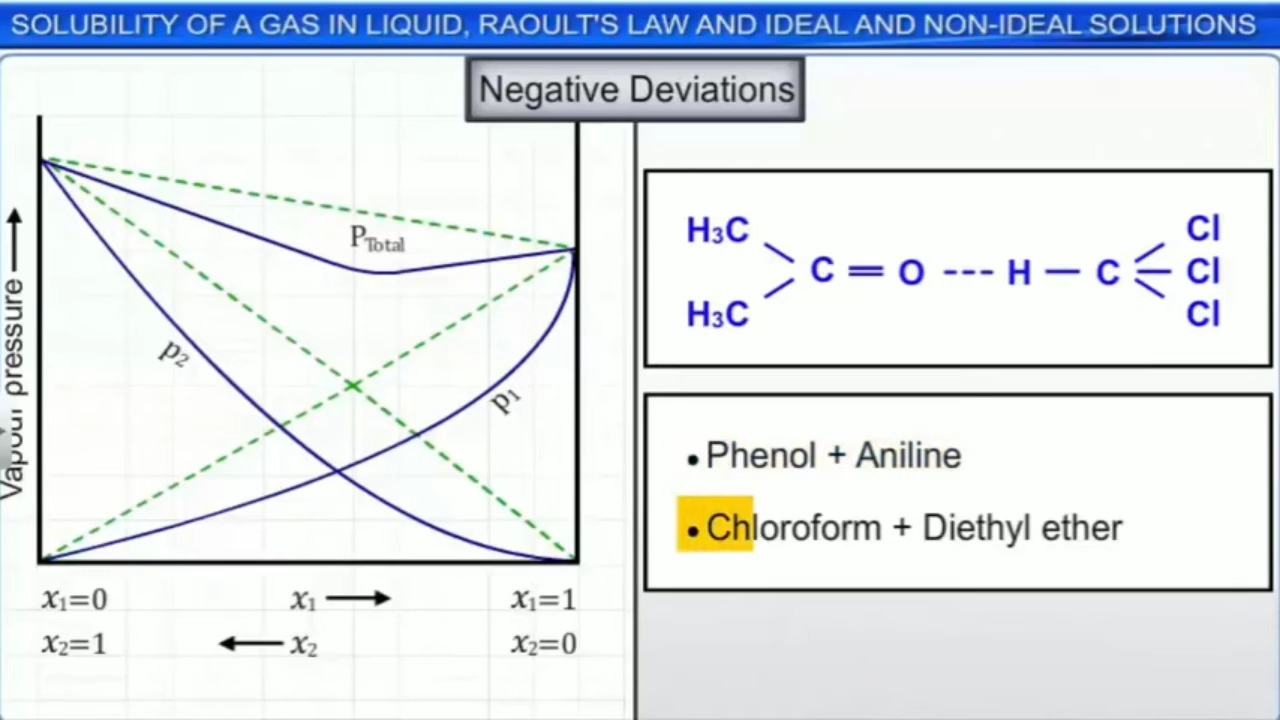 SOLUBILITY OF A GAS IN LIQUID, RAOULT'S LAW AND IDEAL AND NON-IDEAL SOLUTIONS
Negative Deviations
Vapour pressure
P_Total
p₂
p₁
x₁=0 x₁ x₁=1
x₂=1 x₂ x₂=0
H₃C Cl
C = O --- H — C — Cl
H₃C Cl
• Phenol + Aniline
• Chloroform + Diethyl ether